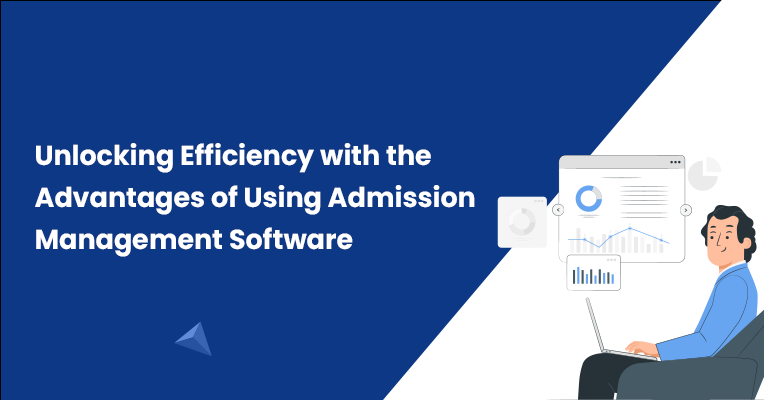 Unlocking Efficiency with the
Advantages of Using Admission
Management Software